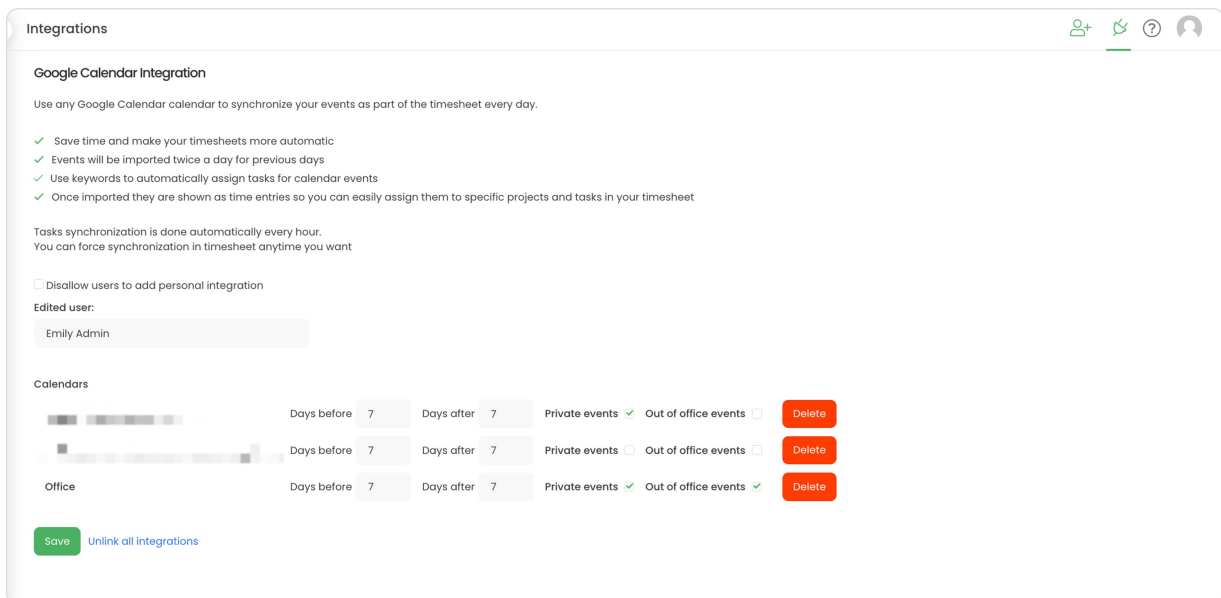 Integrations
Google Calendar Integration
Use any Google Calendar calendar to synchronize your events as part of the timesheet every day.
Save time and make your timesheets more automatic
Events will be imported twice a day for previous days
Use keywords to automatically assign tasks for calendar events
Once imported they are shown as time entries so you can easily assign them to specific projects and tasks in your timesheet
Tasks synchronization is done automatically every hour.
You can force synchronization in timesheet anytime you want
Disallow users to add personal integration
Edited user:
Emily Admin
Calendars
Days before 7 Days after 7 Private events Out of office events Delete
Days before 7 Days after 7 Private events Out of office events Delete
Office Days before 7 Days after 7 Private events Out of office events Delete
Save Unlink all integrations